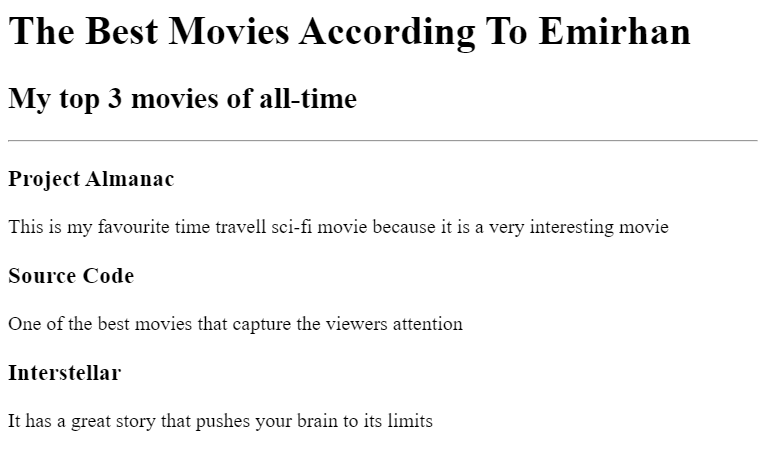 The Best Movies According To Emirhan
My top 3 movies of all-time
Project Almanac
This is my favourite time travell sci-fi movie because it is a very interesting movie
Source Code
One of the best movies that capture the viewers attention
Interstellar
It has a great story that pushes your brain to its limits